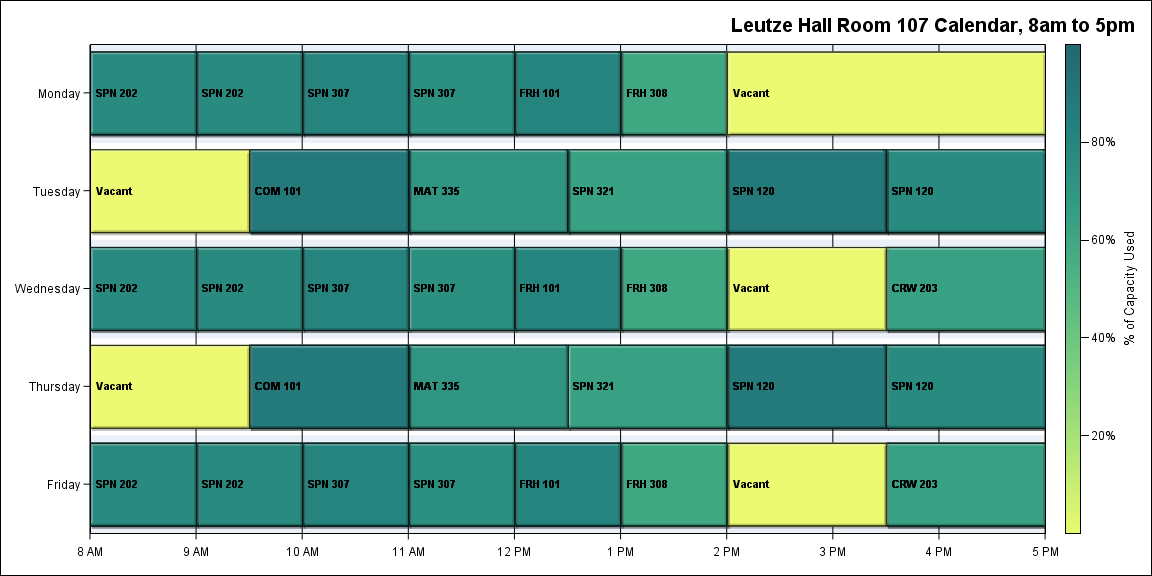 Leutze Hall Room 107 Calendar, 8am to 5pm
Monday
SPN 202
SPN 202
SPN 307
SPN 307
FRH 101
FRH 308
Vacant
Tuesday
Vacant
COM 101
MAT 335
SPN 321
SPN 120
SPN 120
Wednesday
SPN 202
SPN 202
SPN 307
SPN 307
FRH 101
FRH 308
Vacant
CRW 203
Thursday
Vacant
COM 101
MAT 335
SPN 321
SPN 120
SPN 120
Friday
SPN 202
SPN 202
SPN 307
SPN 307
FRH 101
FRH 308
Vacant
CRW 203
8 AM
9 AM
10 AM
11 AM
12 PM
1 PM
2 PM
3 PM
4 PM
5 PM
80%
60%
40%
20%
% of Capacity Used